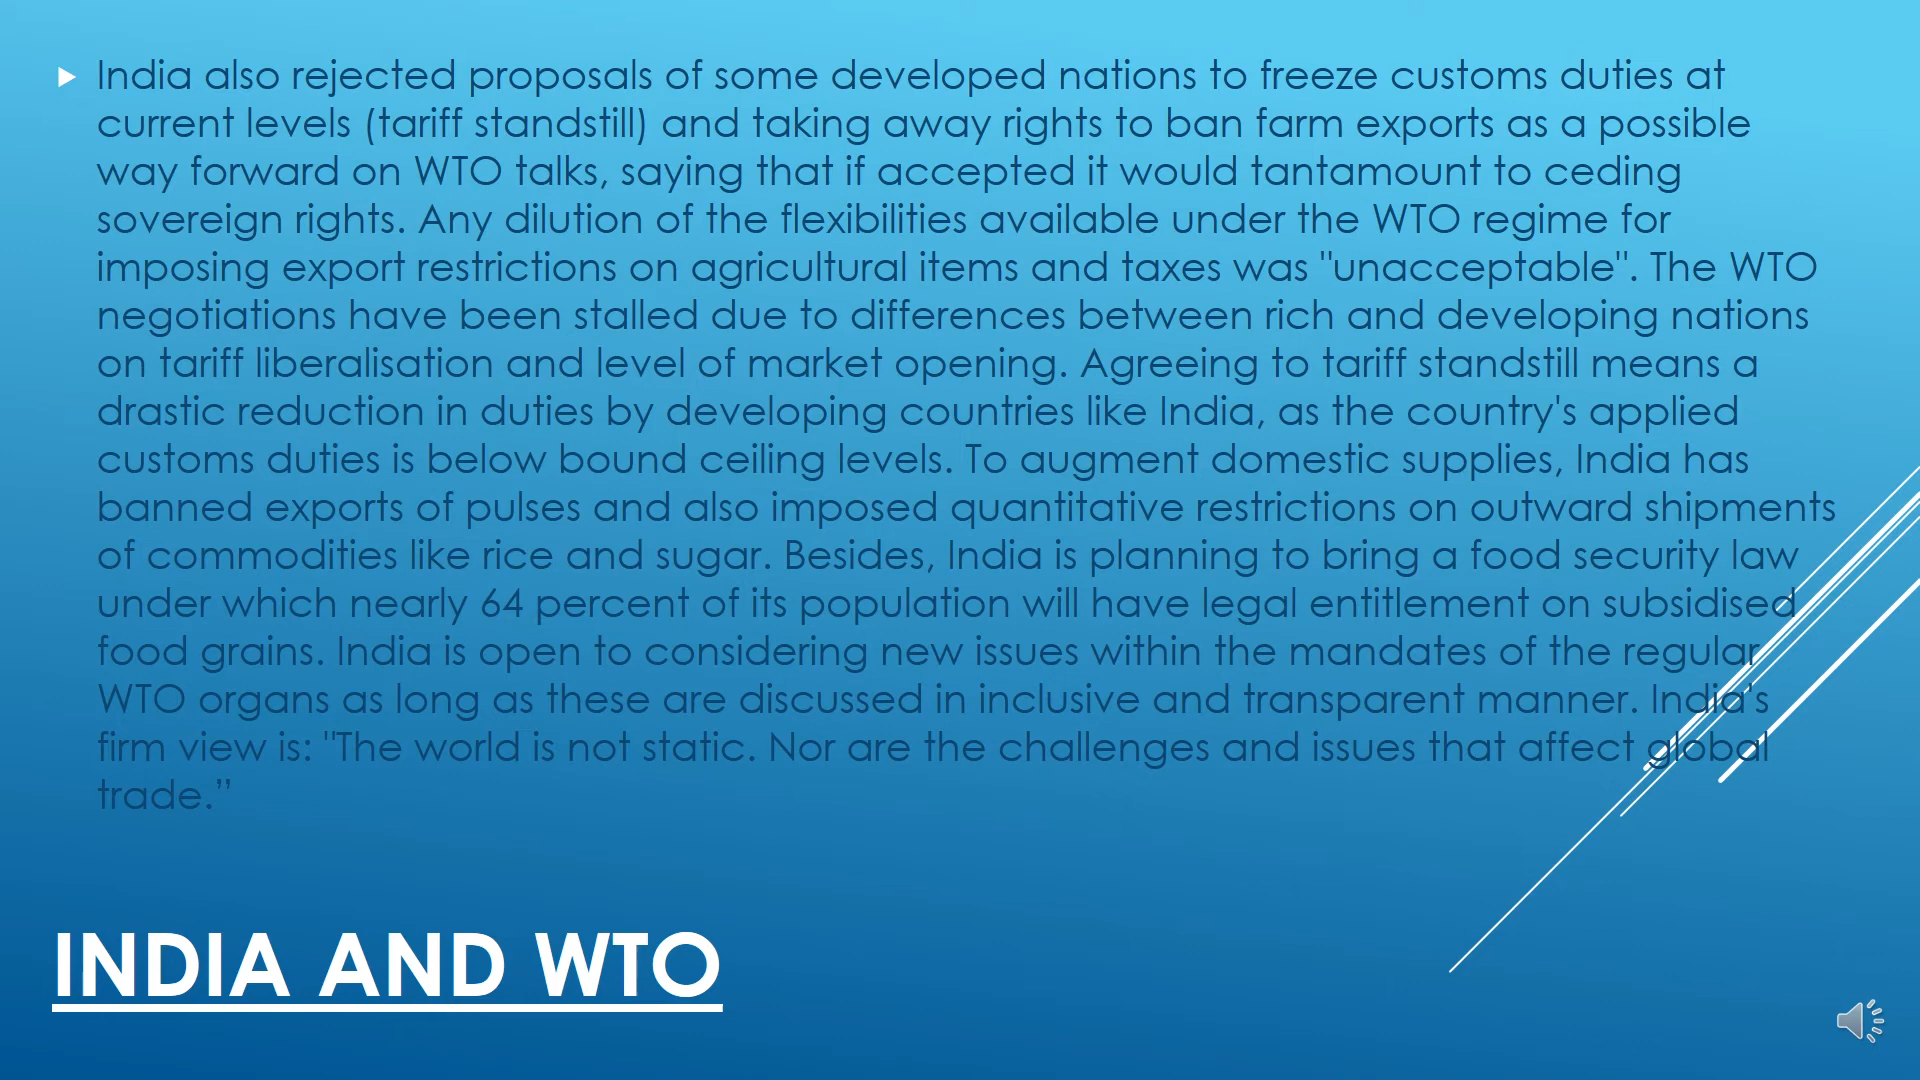 India also rejected proposals of some developed nations to freeze customs duties at
current levels (tariff standstill) and taking away rights to ban farm exports as a possible
way forward on WTO talks, saying that if accepted it would tantamount to ceding
sovereign rights. Any dilution of the flexibilities available under the WTO regime for
imposing export restrictions on agricultural items and taxes was "unacceptable". The WTO
negotiations have been stalled due to differences between rich and developing nations
on tariff liberalisation and level of market opening. Agreeing to tariff standstill means a
drastic reduction in duties by developing countries like India, as the country's applied
customs duties is below bound ceiling levels. To augment domestic supplies, India has
banned exports of pulses and also imposed quantitative restrictions on outward shipments
of commodities like rice and sugar. Besides, India is planning to bring a food security law
under which nearly 64 percent of its population will have legal entitlement on subsidised
food grains. India is open to considering new issues within the mandates of the regular
WTO organs as long as these are discussed in inclusive and transparent manner. India's
firm view is: "The world is not static. Nor are the challenges and issues that affect global
trade.”
INDIA AND WTO